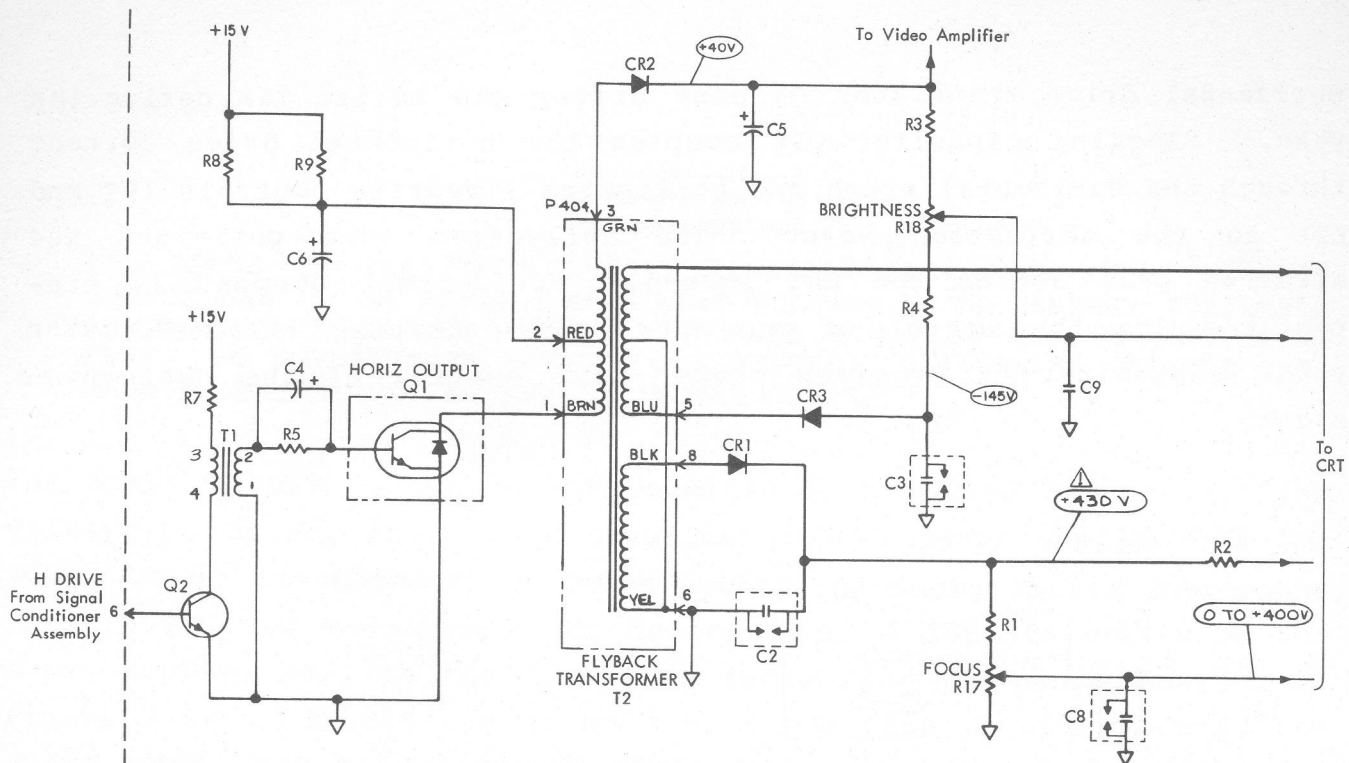 +15 V
R8
R9
C6
+
+15V
R7
T1
3
4
2
1
C4
+
R5
HORIZ OUTPUT
Q1
H DRIVE
From Signal
Conditioner
Assembly
6
Q2
CR2
+40V
+
C5
To Video Amplifier
R3
BRIGHTNESS
R18
R4
-145V
C9
P404
3
GRN
2
RED
1
BRN
BLU
5
CR3
C3
BLK
8
CR1
YEL
6
C2
FLYBACK
TRANSFORMER
T2
+430 V
R2
R1
FOCUS
R17
0 TO +400V
C8
To
CRT